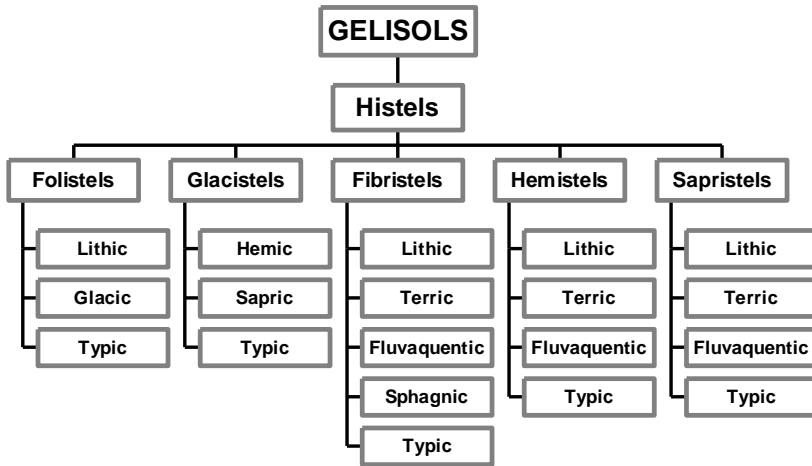 GELISOLS
Histels
Folistels
Glacistels
Fibristels
Hemistels
Sapristels
Lithic
Glacic
Typic
Hemic
Sapric
Typic
Lithic
Terric
Fluvaquentic
Sphagnic
Typic
Lithic
Terric
Fluvaquentic
Typic
Lithic
Terric
Fluvaquentic
Typic